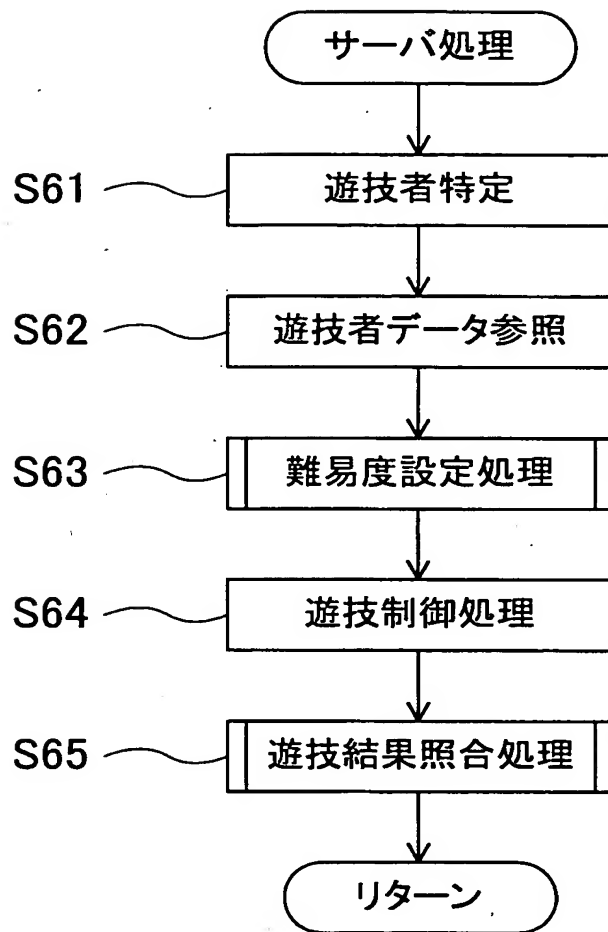 サーバ処理
S61 遊技者特定
S62 遊技者データ参照
S63 難易度設定処理
S64 遊技制御処理
S65 遊技結果照合処理
リターン